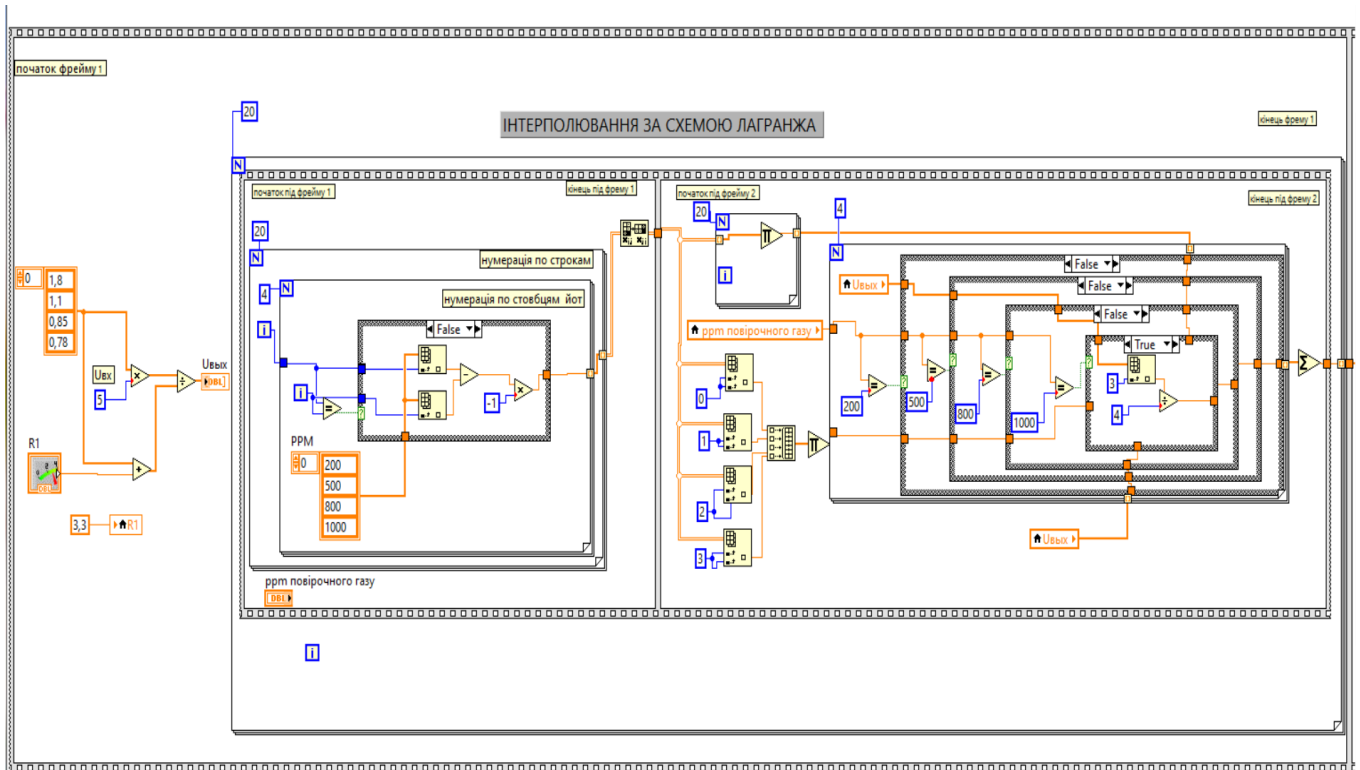 початок фрейму 1
20
ІНТЕРПОЛЮВАННЯ ЗА СХЕМОЮ ЛАГРАНЖА
кінець фрему 1
N
початок під фрейму 1
кінець під фрему 1
початок під фрейму 2
кінець під фрему 2
20
N
20
N
i
4
N
нумерація по строкам
4
N
нумерація по стовбцям йот
i
False
i
-1
PPM
0
200
500
800
1000
ppm повірочного газу
DBL
i
0
1,8
1,1
0,85
0,78
Uвх
5
Uвых
DBL
R1
DBL
3,3
R1
Uвых
ppm повірочного газу
0
1
2
3
False
False
False
True
200
500
800
1000
3
4
Uвых